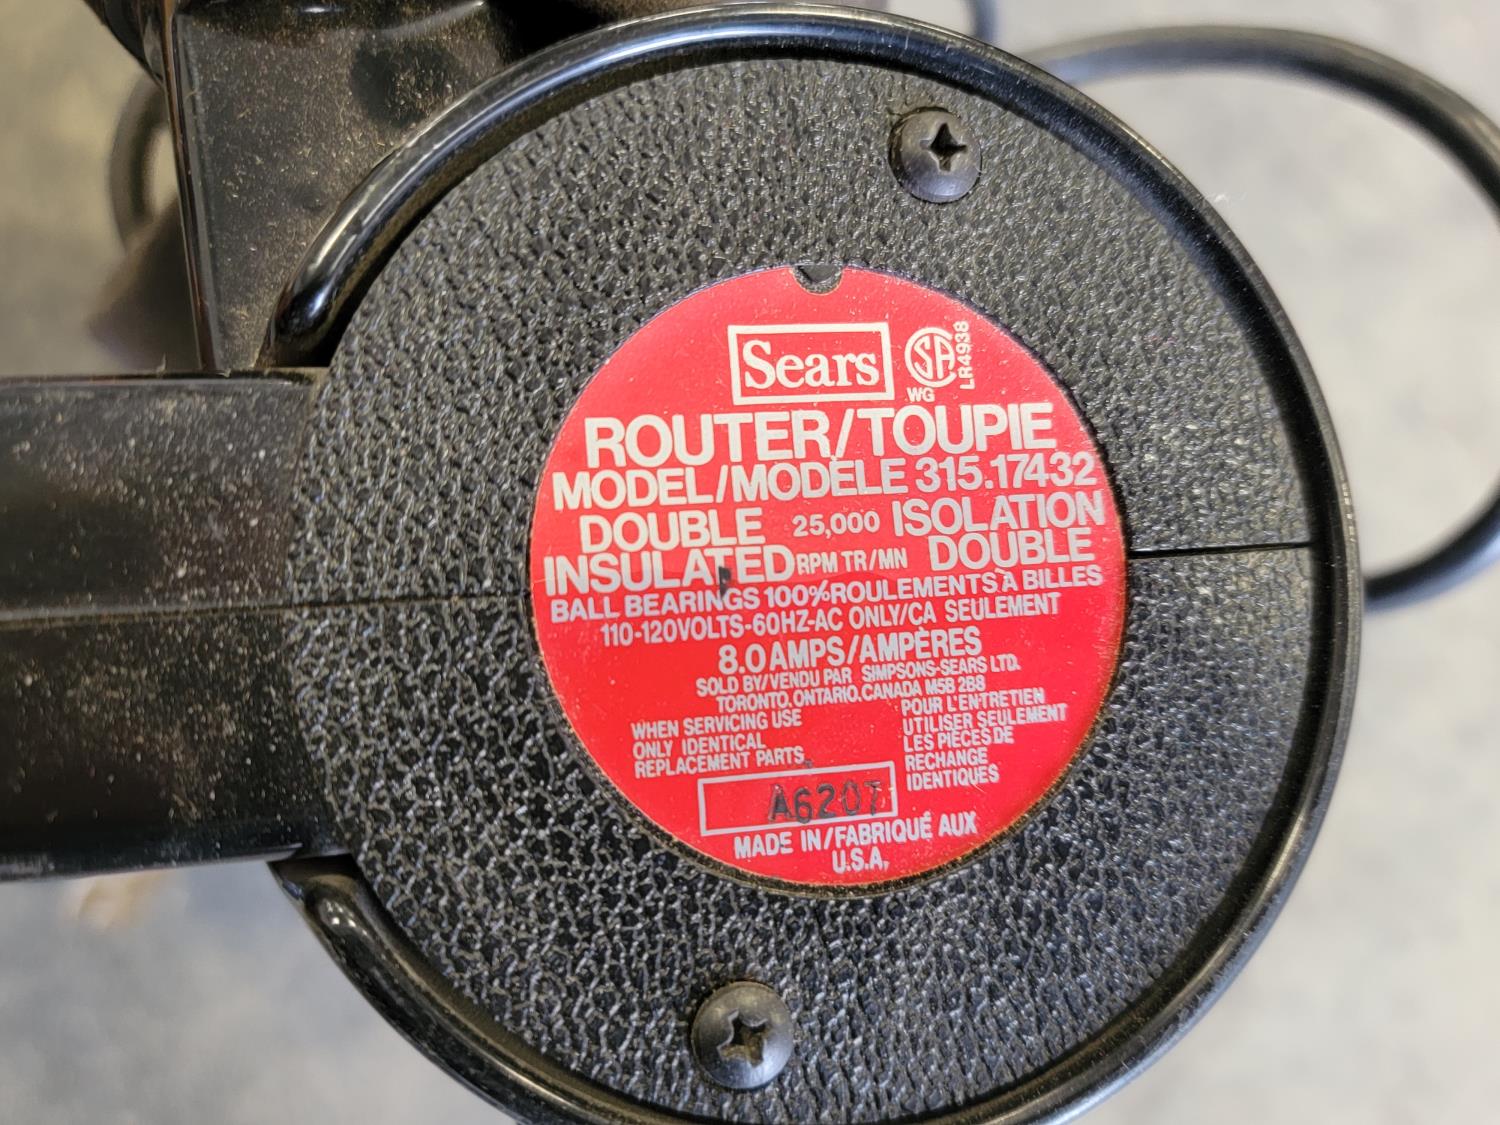 Sears
SA
LR4938
WG
ROUTER/TOUPIE
MODEL/MODÈLE 315.17432
DOUBLE INSULATED
25,000 RPM TR/MN
ISOLATION DOUBLE
BALL BEARINGS 100% ROULEMENTS À BILLES
110-120VOLTS-60HZ-AC ONLY/CA SEULEMENT
8.0 AMPS/AMPÈRES
SOLD BY/VENDU PAR SIMPSONS-SEARS LTD.
TORONTO, ONTARIO, CANADA M5B 2B8
WHEN SERVICING USE
ONLY IDENTICAL
REPLACEMENT PARTS.
POUR L'ENTRETIEN
UTILISER SEULEMENT
LES PIÈCES DE
RECHANGE
IDENTIQUES
A6207
MADE IN/FABRIQUÉ AUX
U.S.A.